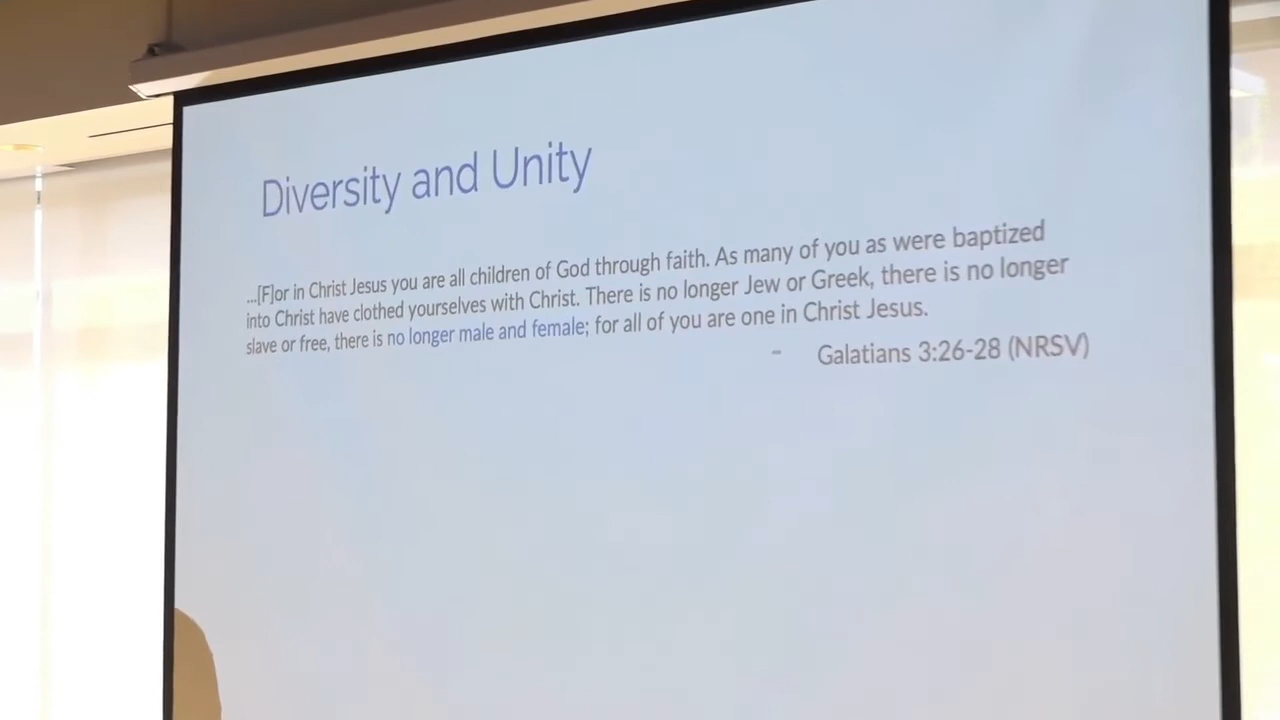 Diversity and Unity
...[F]or in Christ Jesus you are all children of God through faith. As many of you as were baptized
into Christ have clothed yourselves with Christ. There is no longer Jew or Greek, there is no longer
slave or free, there is no longer male and female; for all of you are one in Christ Jesus.
- Galatians 3:26-28 (NRSV)